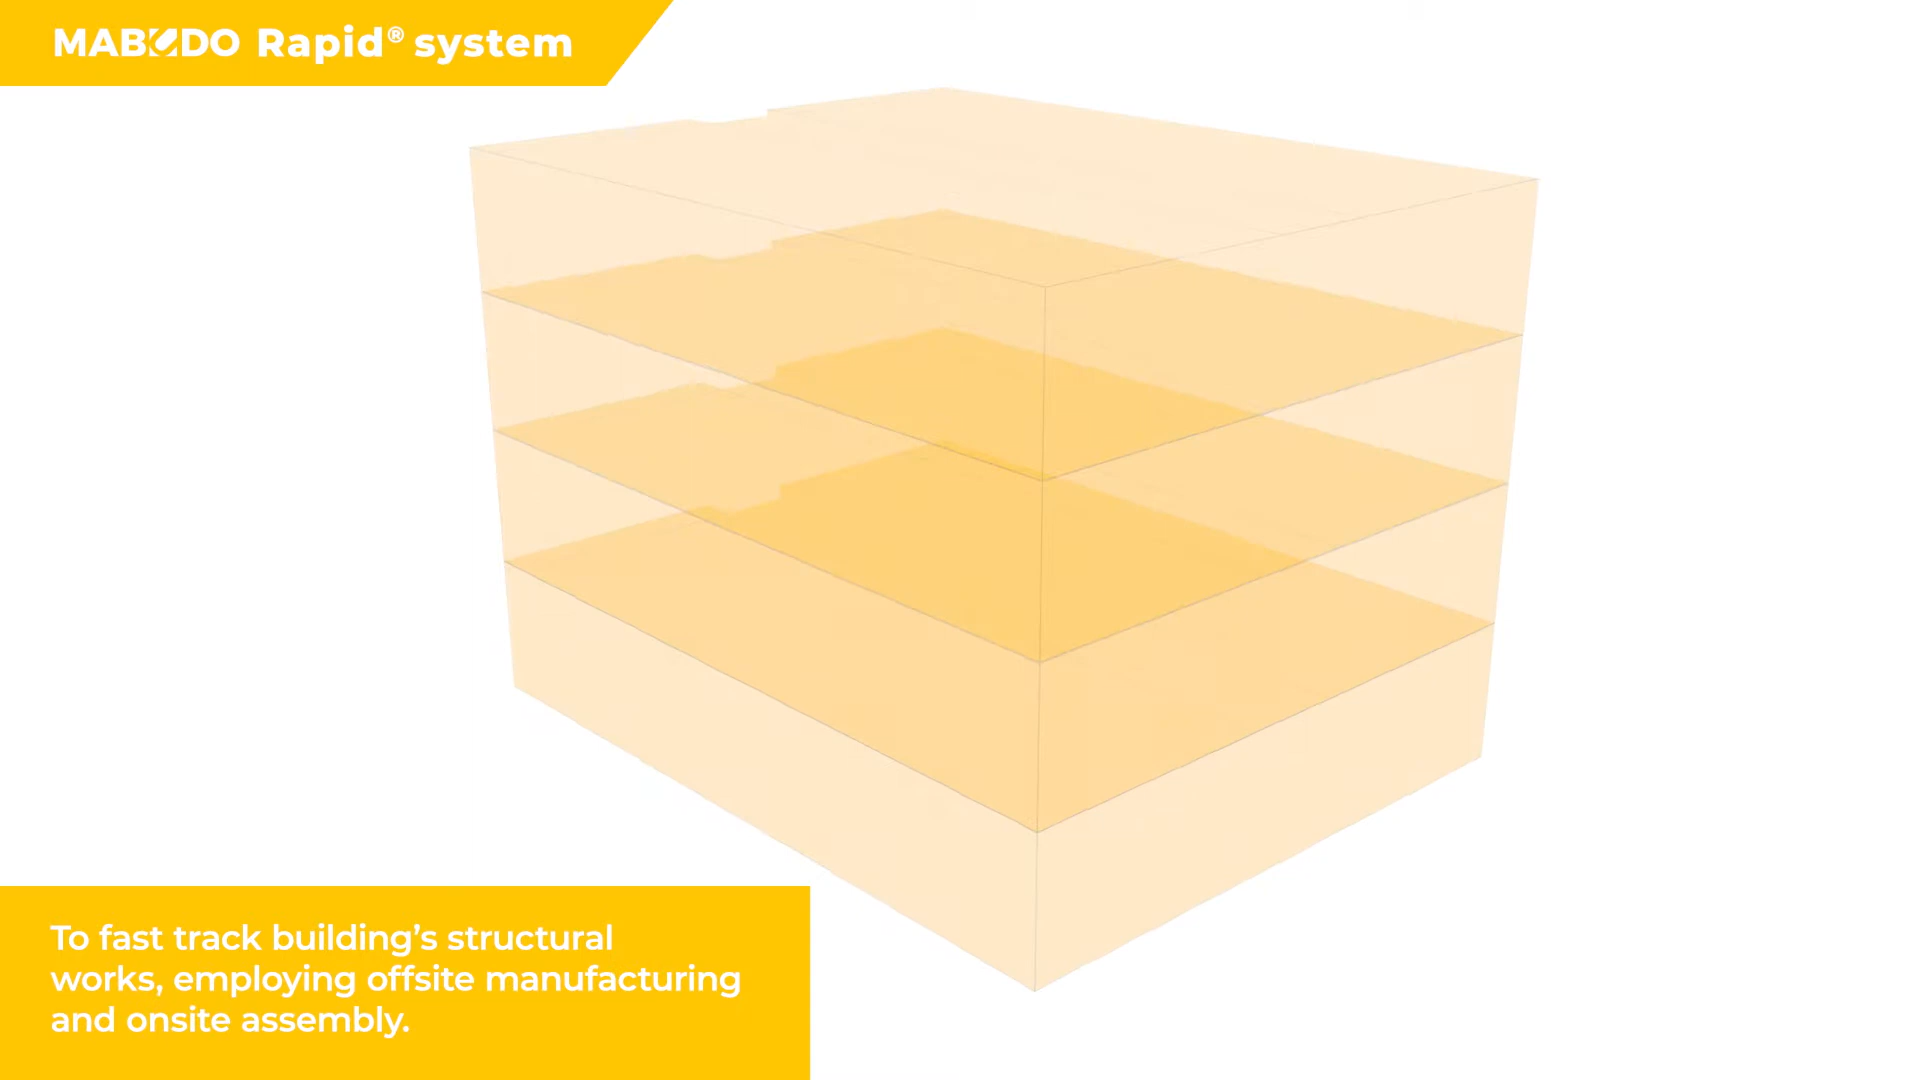 MABUDO Rapid® system
To fast track building’s structural
works, employing offsite manufacturing
and onsite assembly.